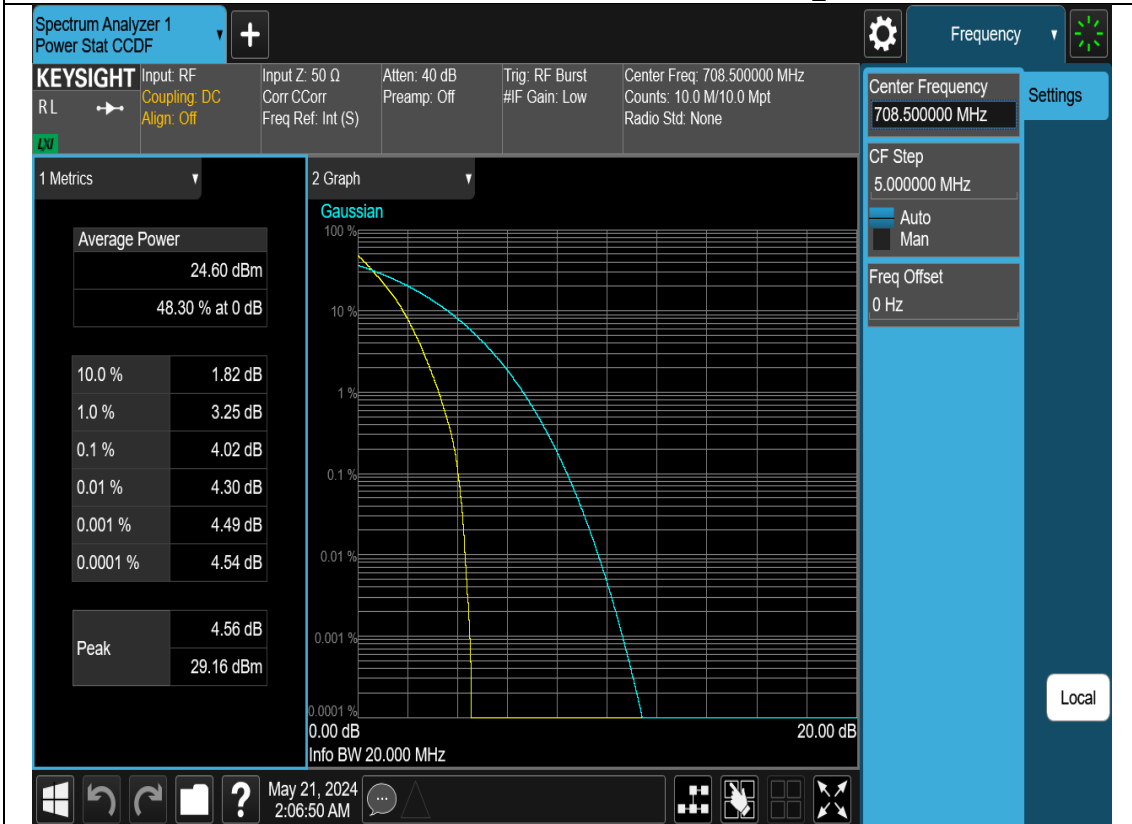 Spectrum Analyzer 1
Power Stat CCDF
Frequency
KEYSIGHT
RL
LXI
Input: RF
Coupling: DC
Align: Off
Input Z: 50 Ω
Corr CCorr
Freq Ref: Int (S)
Atten: 40 dB
Preamp: Off
Trig: RF Burst
#IF Gain: Low
Center Freq: 708.500000 MHz
Counts: 10.0 M/10.0 Mpt
Radio Std: None
Center Frequency
708.500000 MHz
Settings
CF Step
5.000000 MHz
Auto
Man
Freq Offset
0 Hz
Local
1 Metrics
Average Power
24.60 dBm
48.30 % at 0 dB
10.0 % 1.82 dB
1.0 % 3.25 dB
0.1 % 4.02 dB
0.01 % 4.30 dB
0.001 % 4.49 dB
0.0001 % 4.54 dB
Peak
4.56 dB
29.16 dBm
2 Graph
Gaussian
100 %
10 %
1 %
0.1 %
0.01 %
0.001 %
0.0001 %
0.00 dB 20.00 dB
Info BW 20.000 MHz
?
May 21, 2024
2:06:50 AM